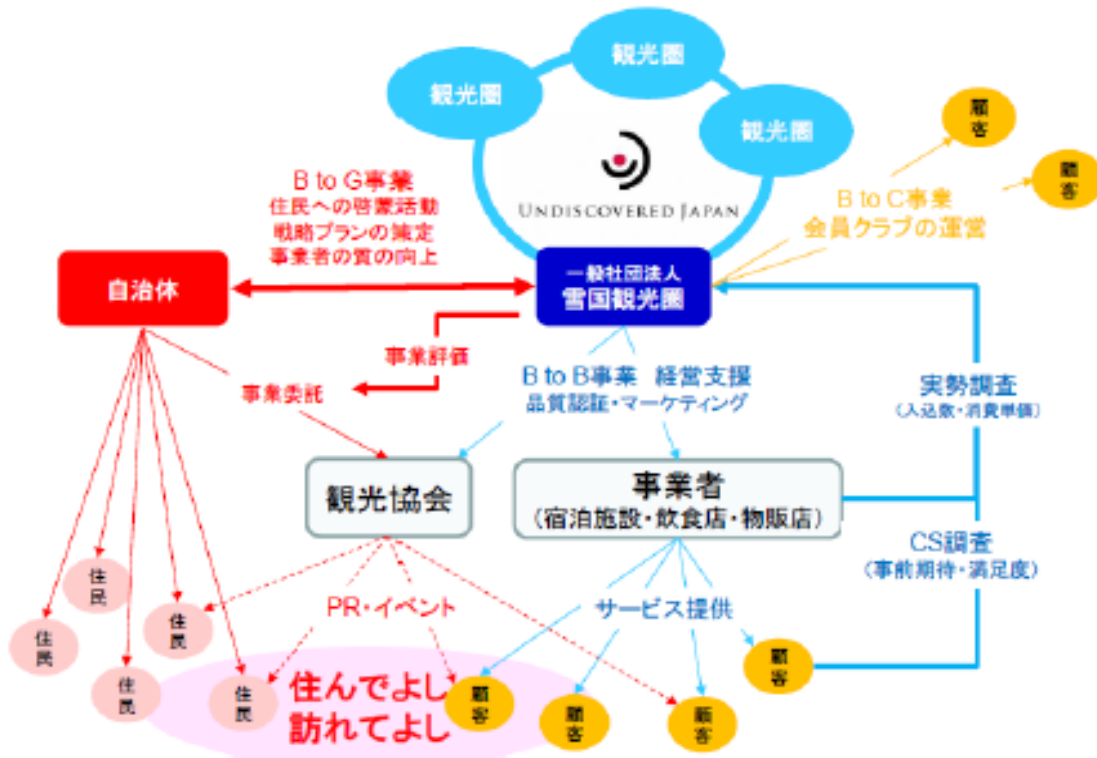 観光圏
観光圏
観光圏
UNDISCOVERED JAPAN
顧客
顧客
B to C事業
会員クラブの運営
B to G事業
住民への啓蒙活動
戦略プランの策定
事業者の質の向上
自治体
一般社団法人
雪国観光圏
事業評価
事業委託
B to B事業 経営支援
品質認証・マーケティング
実勢調査
(入込数・消費単価)
観光協会
事業者
(宿泊施設・飲食店・物販店)
CS調査
(事前期待・満足度)
PR・イベント
サービス提供
住民
住民
住民
住民
住民
住んでよし
訪れてよし
顧客
顧客
顧客
顧客